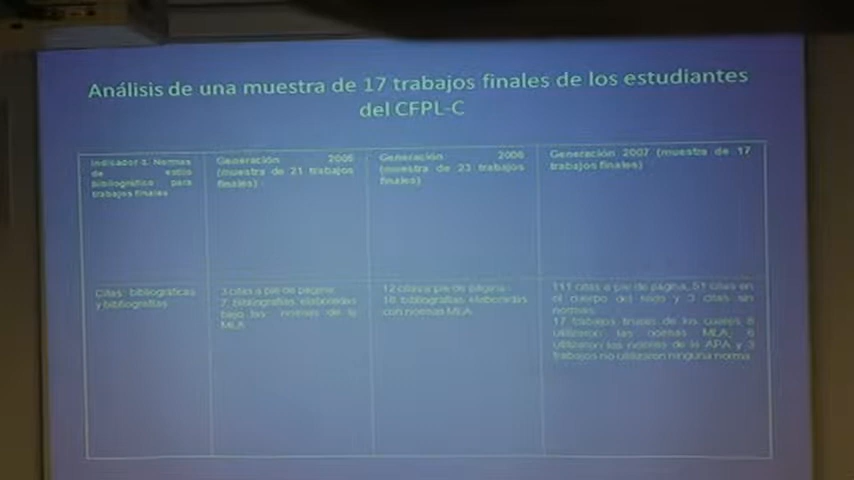 Análisis de una muestra de 17 trabajos finales de los estudiantes
del CFPL-C
Indicador 1: Normas
de estilo
bibliográfico para
trabajos finales
Generación
(muestra de 21 trabajos
finales)
Generación 2006
(muestra de 23 trabajos
finales)
Generación 2007 (muestra de 17
trabajos finales)
Citas bibliográficas
y bibliografías
3 citas a pie de página
7 bibliografías elaboradas
bajo las normas de la
MLA
12 citas a pie de página
18 bibliografías elaboradas
con normas MLA
111 citas a pie de página, 51 citas en
el cuerpo del texto y 3 citas sin
normas
17 trabajos finales de los cuales 8
utilizaron las normas MLA, 6
utilizaron las normas de la APA y 3
trabajos no utilizaron ninguna norma